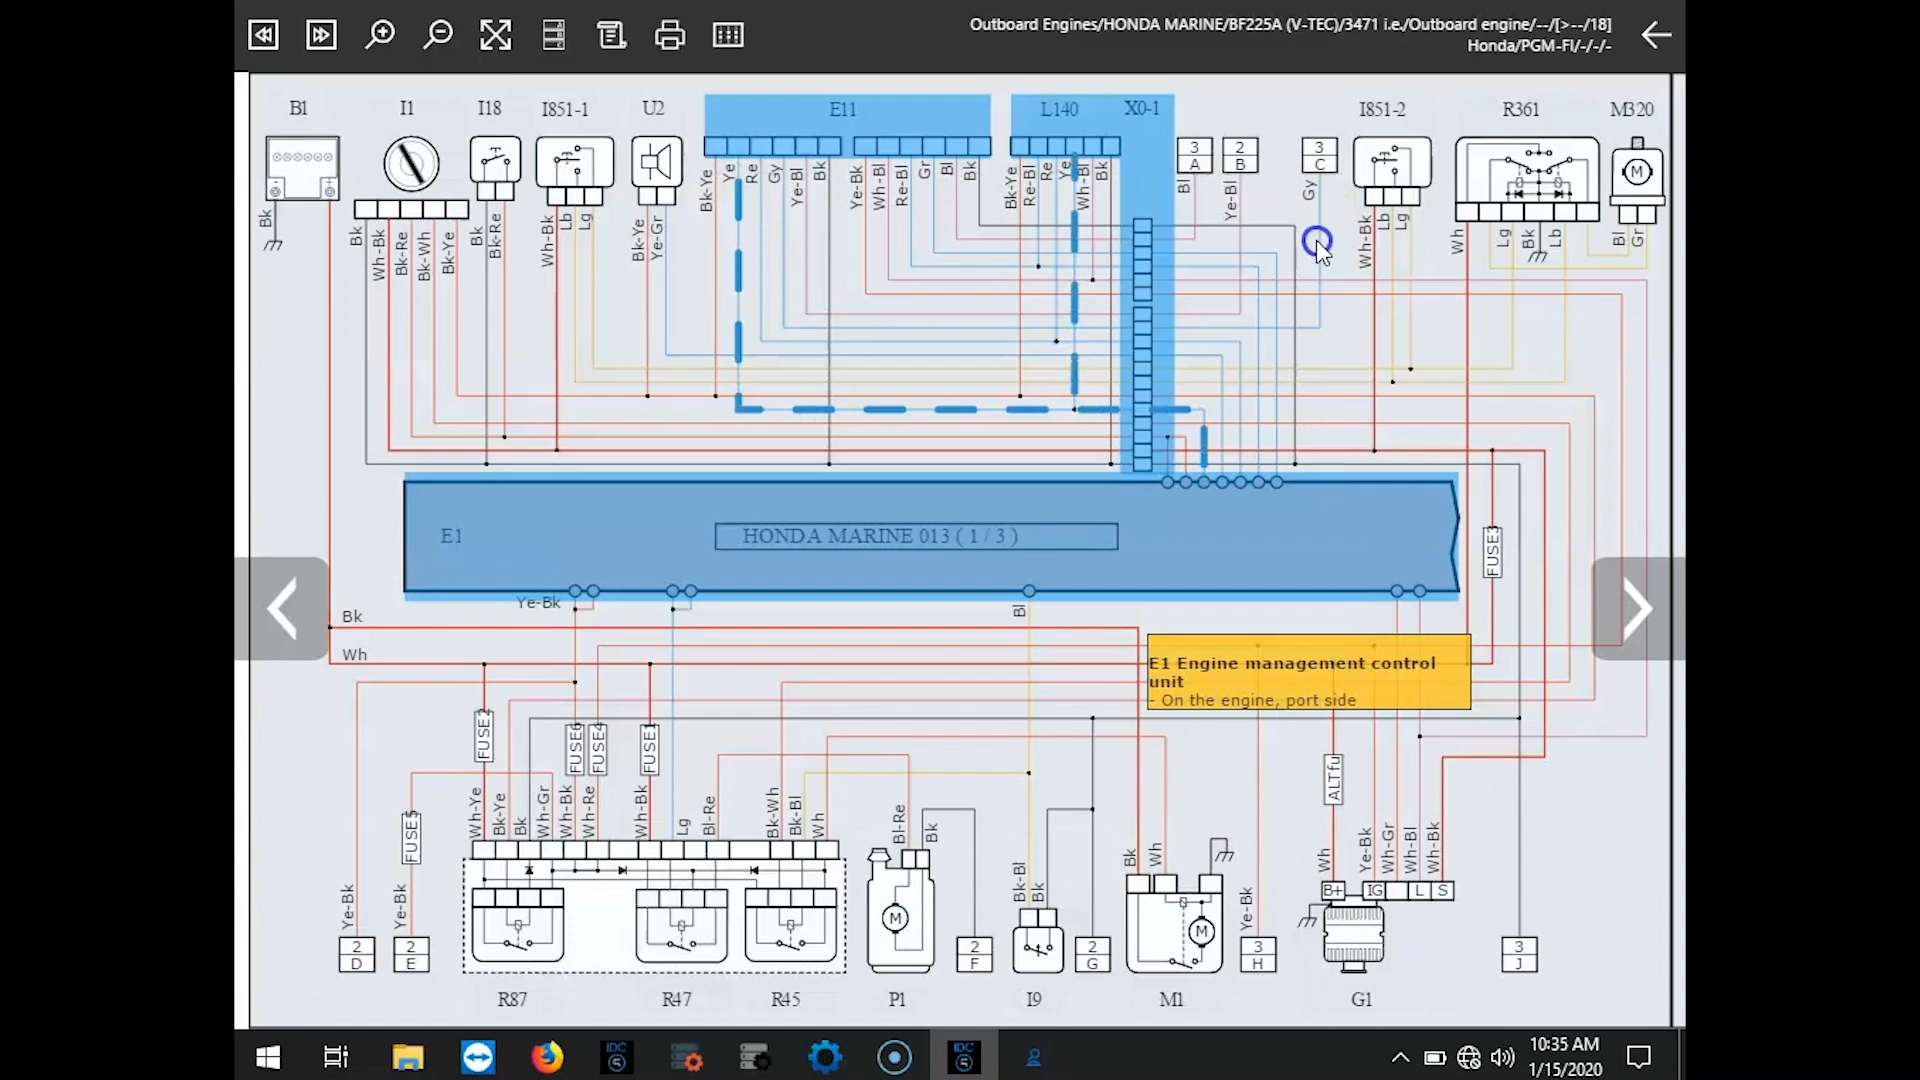 Outboard Engines/HONDA MARINE/BF225A (V-TEC)/3471 i.e./Outboard engine/--/[>--/18]
Honda/PGM-FI/-/-/-
B1 I1 I18 I851-1 U2 E11 L140 X0-1 I851-2 R361 M320
3 2 3
A B C
M
Bk
Bk Wh-Bk Bk-Re Bk-Wh Bk-Ye
Bk Bk-Re
Wh-Bk Lb Lg
Bk-Ye Ye-Gr
Bk-Ye Ye Re Gy Ye-Bl Bk
Ye-Bk Wh-Bl Re-Bl Gr Bl Bk
Bk-Ye Re-Bl Re Ye Wh-Bl Bk
Bl Ye-Bl Gy
Wh-Bk Lb Lg
Wh Lg Bk Lb
Bl Gr
E1 HONDA MARINE 013 ( 1 / 3 )
FUSE3
Ye-Bk Bl
Bk
Wh
E1 Engine management control
unit
- On the engine, port side
FUSE2 FUSE6 FUSE4 FUSE1 ALTfu
FUSE5
Wh-Ye Bk-Ye Bk Wh-Gr Wh-Bk Wh-Re Wh-Bk Lg Bl-Re Bk-Wh Bk-Bl Wh
Bl-Re Bk
Bk-Bl Bk
Bk Wh
Wh Ye-Bk Wh-Gr Wh-Bl Wh-Bk
B+ IG L S
Ye-Bk Ye-Bk Ye-Bk
M M
2 2 2 2 3 3
D E F G H J
R87 R47 R45 P1 I9 M1 G1
IDC
5
IDC
5
10:35 AM
1/15/2020